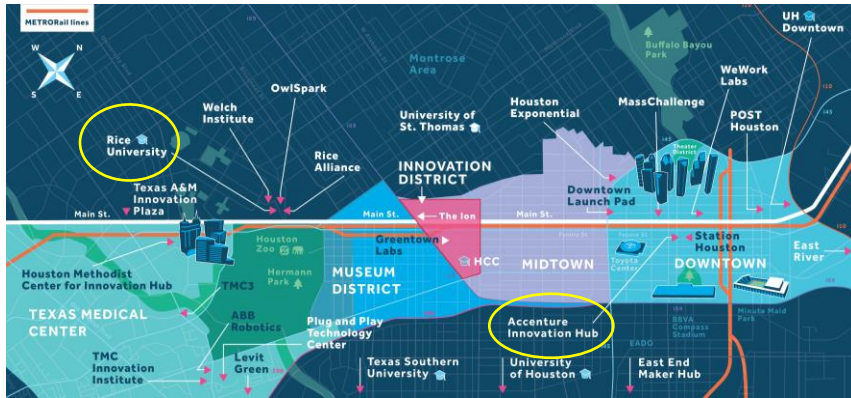 METRORail lines
W N
S E
Montrose
Area
Buffalo Bayou
Park
UH
Downtown
WeWork
Labs
OwlSpark
Welch
Institute
Rice
University
University of
St. Thomas
Houston
Exponential
MassChallenge
POST
Houston
Rice
Alliance
INNOVATION
DISTRICT
Theater
District
Texas A&M
Innovation
Plaza
Downtown
Launch Pad
Main St.
Main St.
The Ion
Main St.
Houston
Zoo
Greentown
Labs
Station
Houston
Houston Methodist
Center for Innovation Hub
Hermann
Park
MUSEUM
DISTRICT
HCC
MIDTOWN
Toyota
Center
DOWNTOWN
East
River
TMC3
TEXAS MEDICAL
CENTER
ABB
Robotics
Plug and Play
Technology
Center
Accenture
Innovation Hub
BBVA
Compass
Stadium
Minute Maid
Park
EADO
TMC
Innovation
Institute
Levit
Green
Texas Southern
University
University
of Houston
East End
Maker Hub